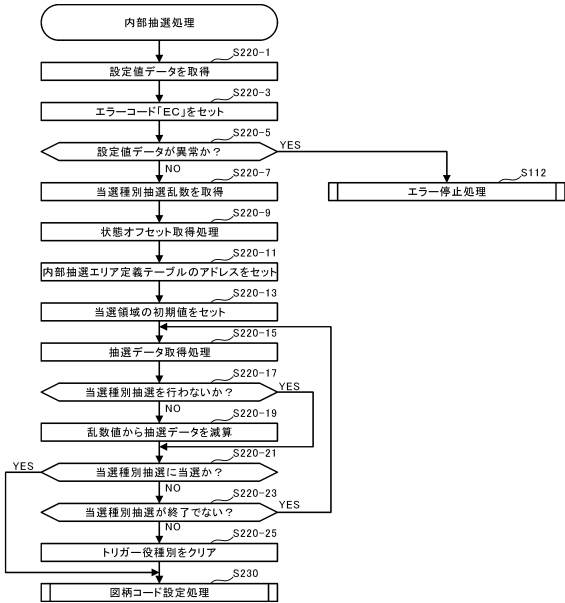 内部抽選処理
S220-1
設定値データを取得
S220-3
エラーコード「EC」をセット
S220-5
設定値データが異常か？
YES
NO
S220-7
当選種別抽選乱数を取得
S112
エラー停止処理
S220-9
状態オフセット取得処理
S220-11
内部抽選エリア定義テーブルのアドレスをセット
S220-13
当選領域の初期値をセット
S220-15
抽選データ取得処理
S220-17
当選種別抽選を行わないか？
YES
NO
S220-19
乱数値から抽選データを減算
S220-21
YES
当選種別抽選に当選か？
NO
S220-23
当選種別抽選が終了でない？
YES
NO
S220-25
トリガー役種別をクリア
S230
図柄コード設定処理